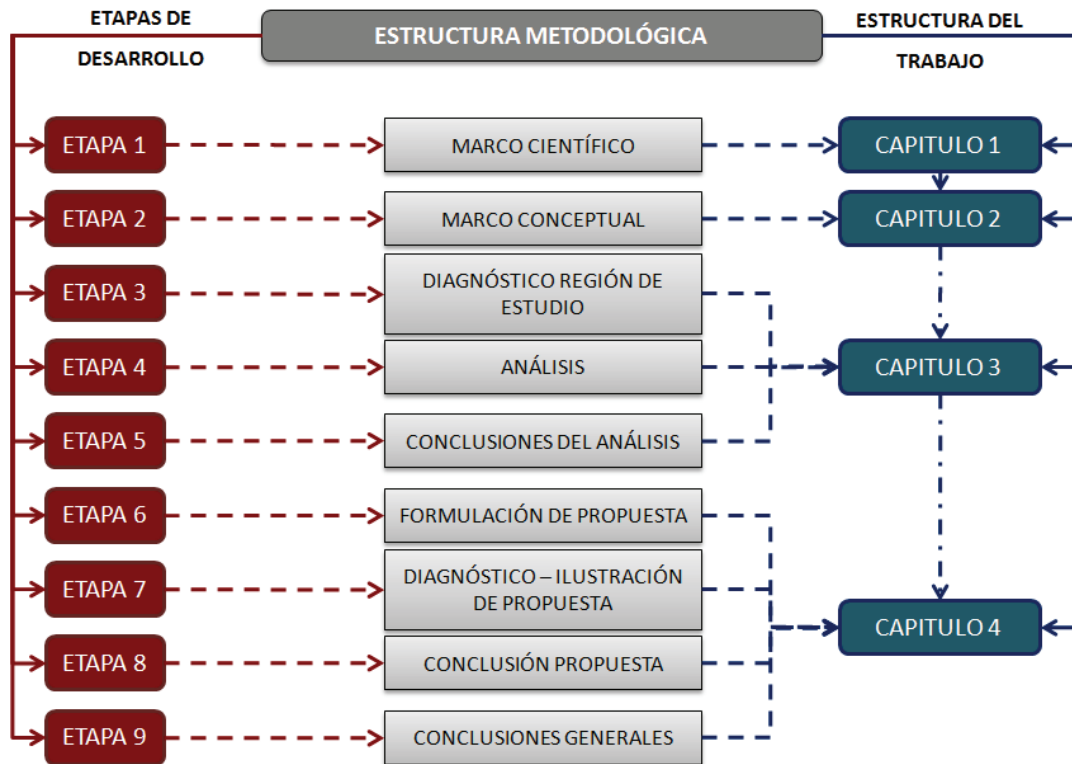 ETAPAS DE
DESARROLLO
ESTRUCTURA METODOLÓGICA
ESTRUCTURA DEL
TRABAJO
ETAPA 1
MARCO CIENTÍFICO
CAPITULO 1
ETAPA 2
MARCO CONCEPTUAL
CAPITULO 2
ETAPA 3
DIAGNÓSTICO REGIÓN DE
ESTUDIO
ETAPA 4
ANÁLISIS
CAPITULO 3
ETAPA 5
CONCLUSIONES DEL ANÁLISIS
ETAPA 6
FORMULACIÓN DE PROPUESTA
ETAPA 7
DIAGNÓSTICO – ILUSTRACIÓN
DE PROPUESTA
CAPITULO 4
ETAPA 8
CONCLUSIÓN PROPUESTA
ETAPA 9
CONCLUSIONES GENERALES